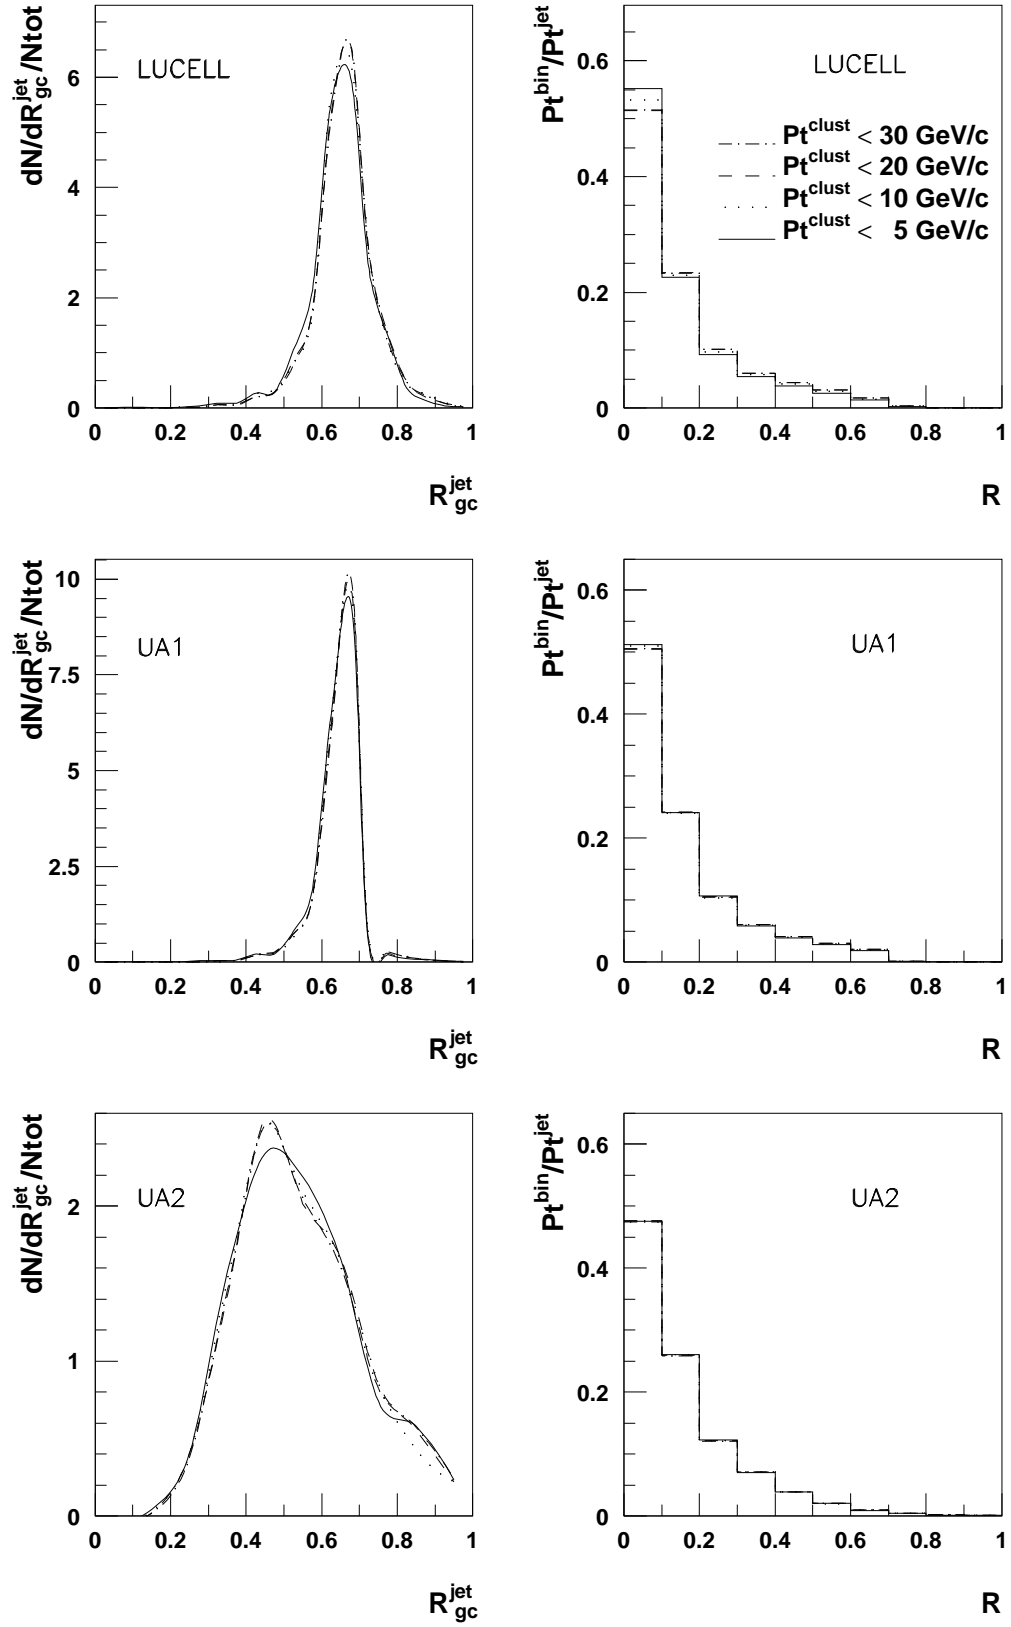 dN/dR^jet_gc/Ntot
LUCELL
6
4
2
0
0 0.2 0.4 0.6 0.8 1
R^jet_gc
Pt^bin/Pt^jet
LUCELL
Pt^clust < 30 GeV/c
Pt^clust < 20 GeV/c
Pt^clust < 10 GeV/c
Pt^clust < 5 GeV/c
0.6
0.4
0.2
0
0 0.2 0.4 0.6 0.8 1
R
dN/dR^jet_gc/Ntot
UA1
10
7.5
5
2.5
0
0 0.2 0.4 0.6 0.8 1
R^jet_gc
Pt^bin/Pt^jet
UA1
0.6
0.4
0.2
0
0 0.2 0.4 0.6 0.8 1
R
dN/dR^jet_gc/Ntot
UA2
2
1
0
0 0.2 0.4 0.6 0.8 1
R^jet_gc
Pt^bin/Pt^jet
UA2
0.6
0.4
0.2
0
0 0.2 0.4 0.6 0.8 1
R